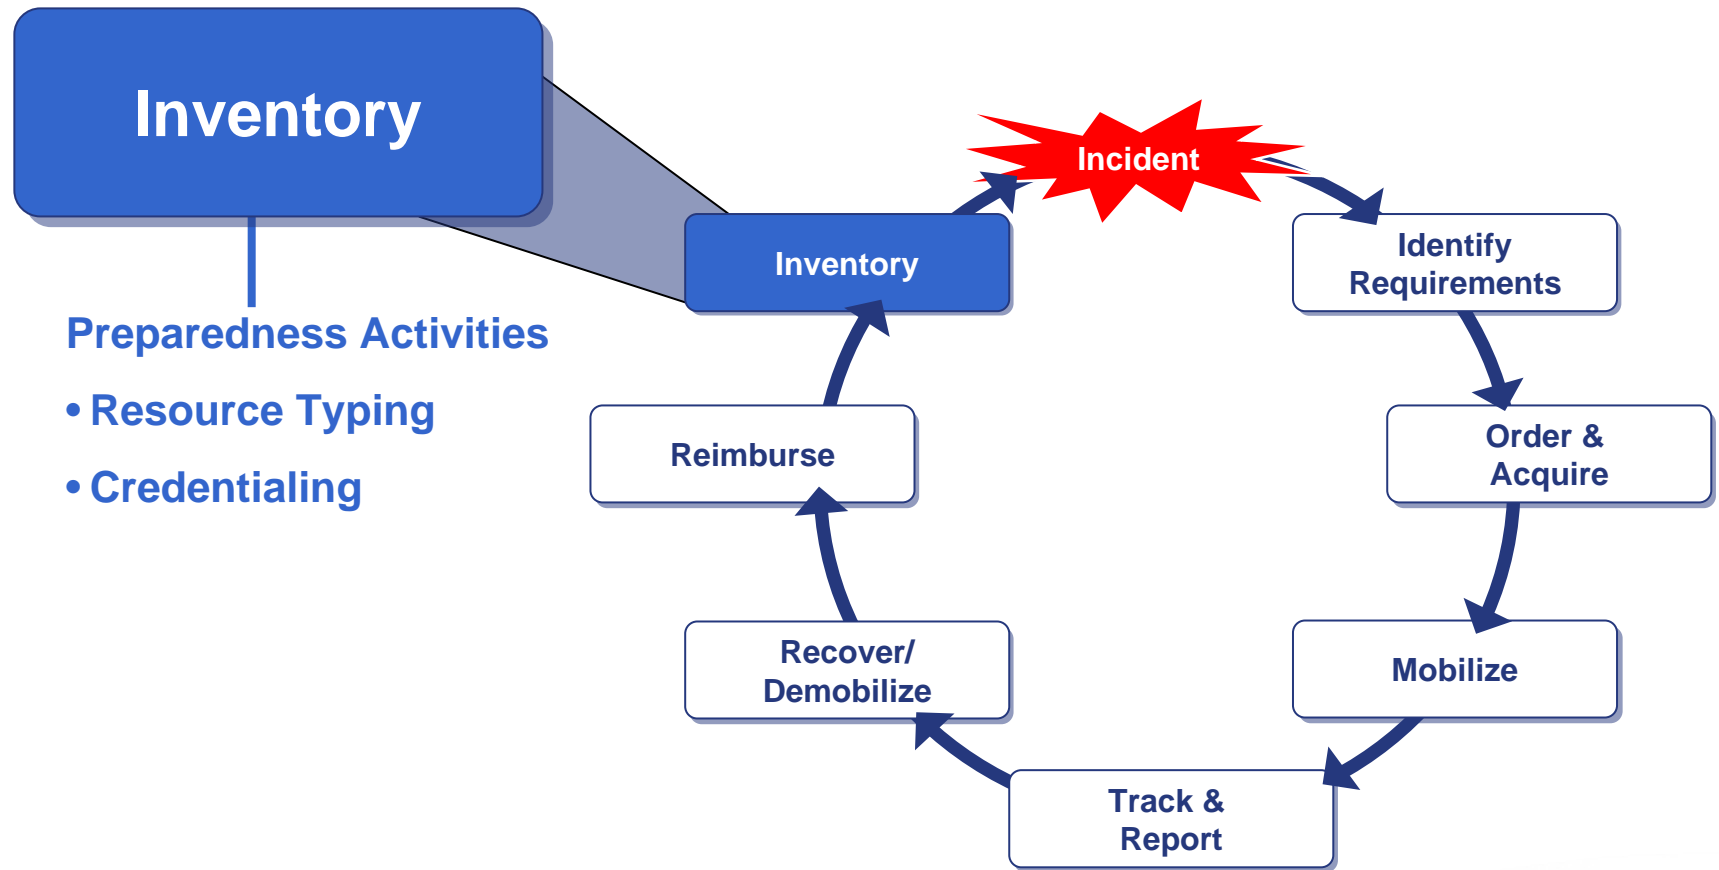 Inventory
Preparedness Activities
• Resource Typing
• Credentialing
Incident
Inventory
Identify
Requirements
Order &
Acquire
Mobilize
Track &
Report
Recover/
Demobilize
Reimburse